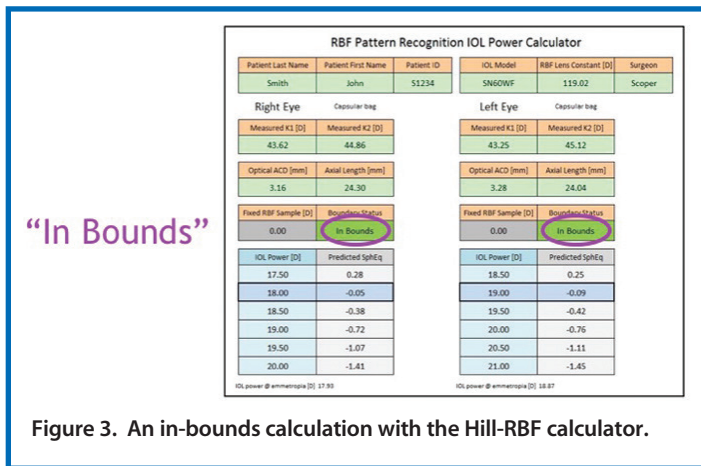 RBF Pattern Recognition IOL Power Calculator
Patient Last Name Patient First Name Patient ID IOL Model RBF Lens Constant [D] Surgeon
Smith John S1234 SN60WF 119.02 Scoper
Right Eye Capsular bag Left Eye Capsular bag
Measured K1 [D] Measured K2 [D] Measured K1 [D] Measured K2 [D]
43.62 44.86 43.25 45.12
Optical ACD [mm] Axial Length [mm] Optical ACD [mm] Axial Length [mm]
3.16 24.30 3.28 24.04
Fixed RBF Sample [D] Boundary Status Fixed RBF Sample [D] Boundary Status
"In Bounds" 0.00 In Bounds 0.00 In Bounds
IOL Power [D] Predicted SphEq IOL Power [D] Predicted SphEq
17.50 0.28 18.50 0.25
18.00 -0.05 19.00 -0.09
18.50 -0.38 19.50 -0.42
19.00 -0.72 20.00 -0.76
19.50 -1.07 20.50 -1.11
20.00 -1.41 21.00 -1.45
IOL power @ emmetropia [D] 17.93 IOL power @ emmetropia [D] 18.87
Figure 3. An in-bounds calculation with the Hill-RBF calculator.